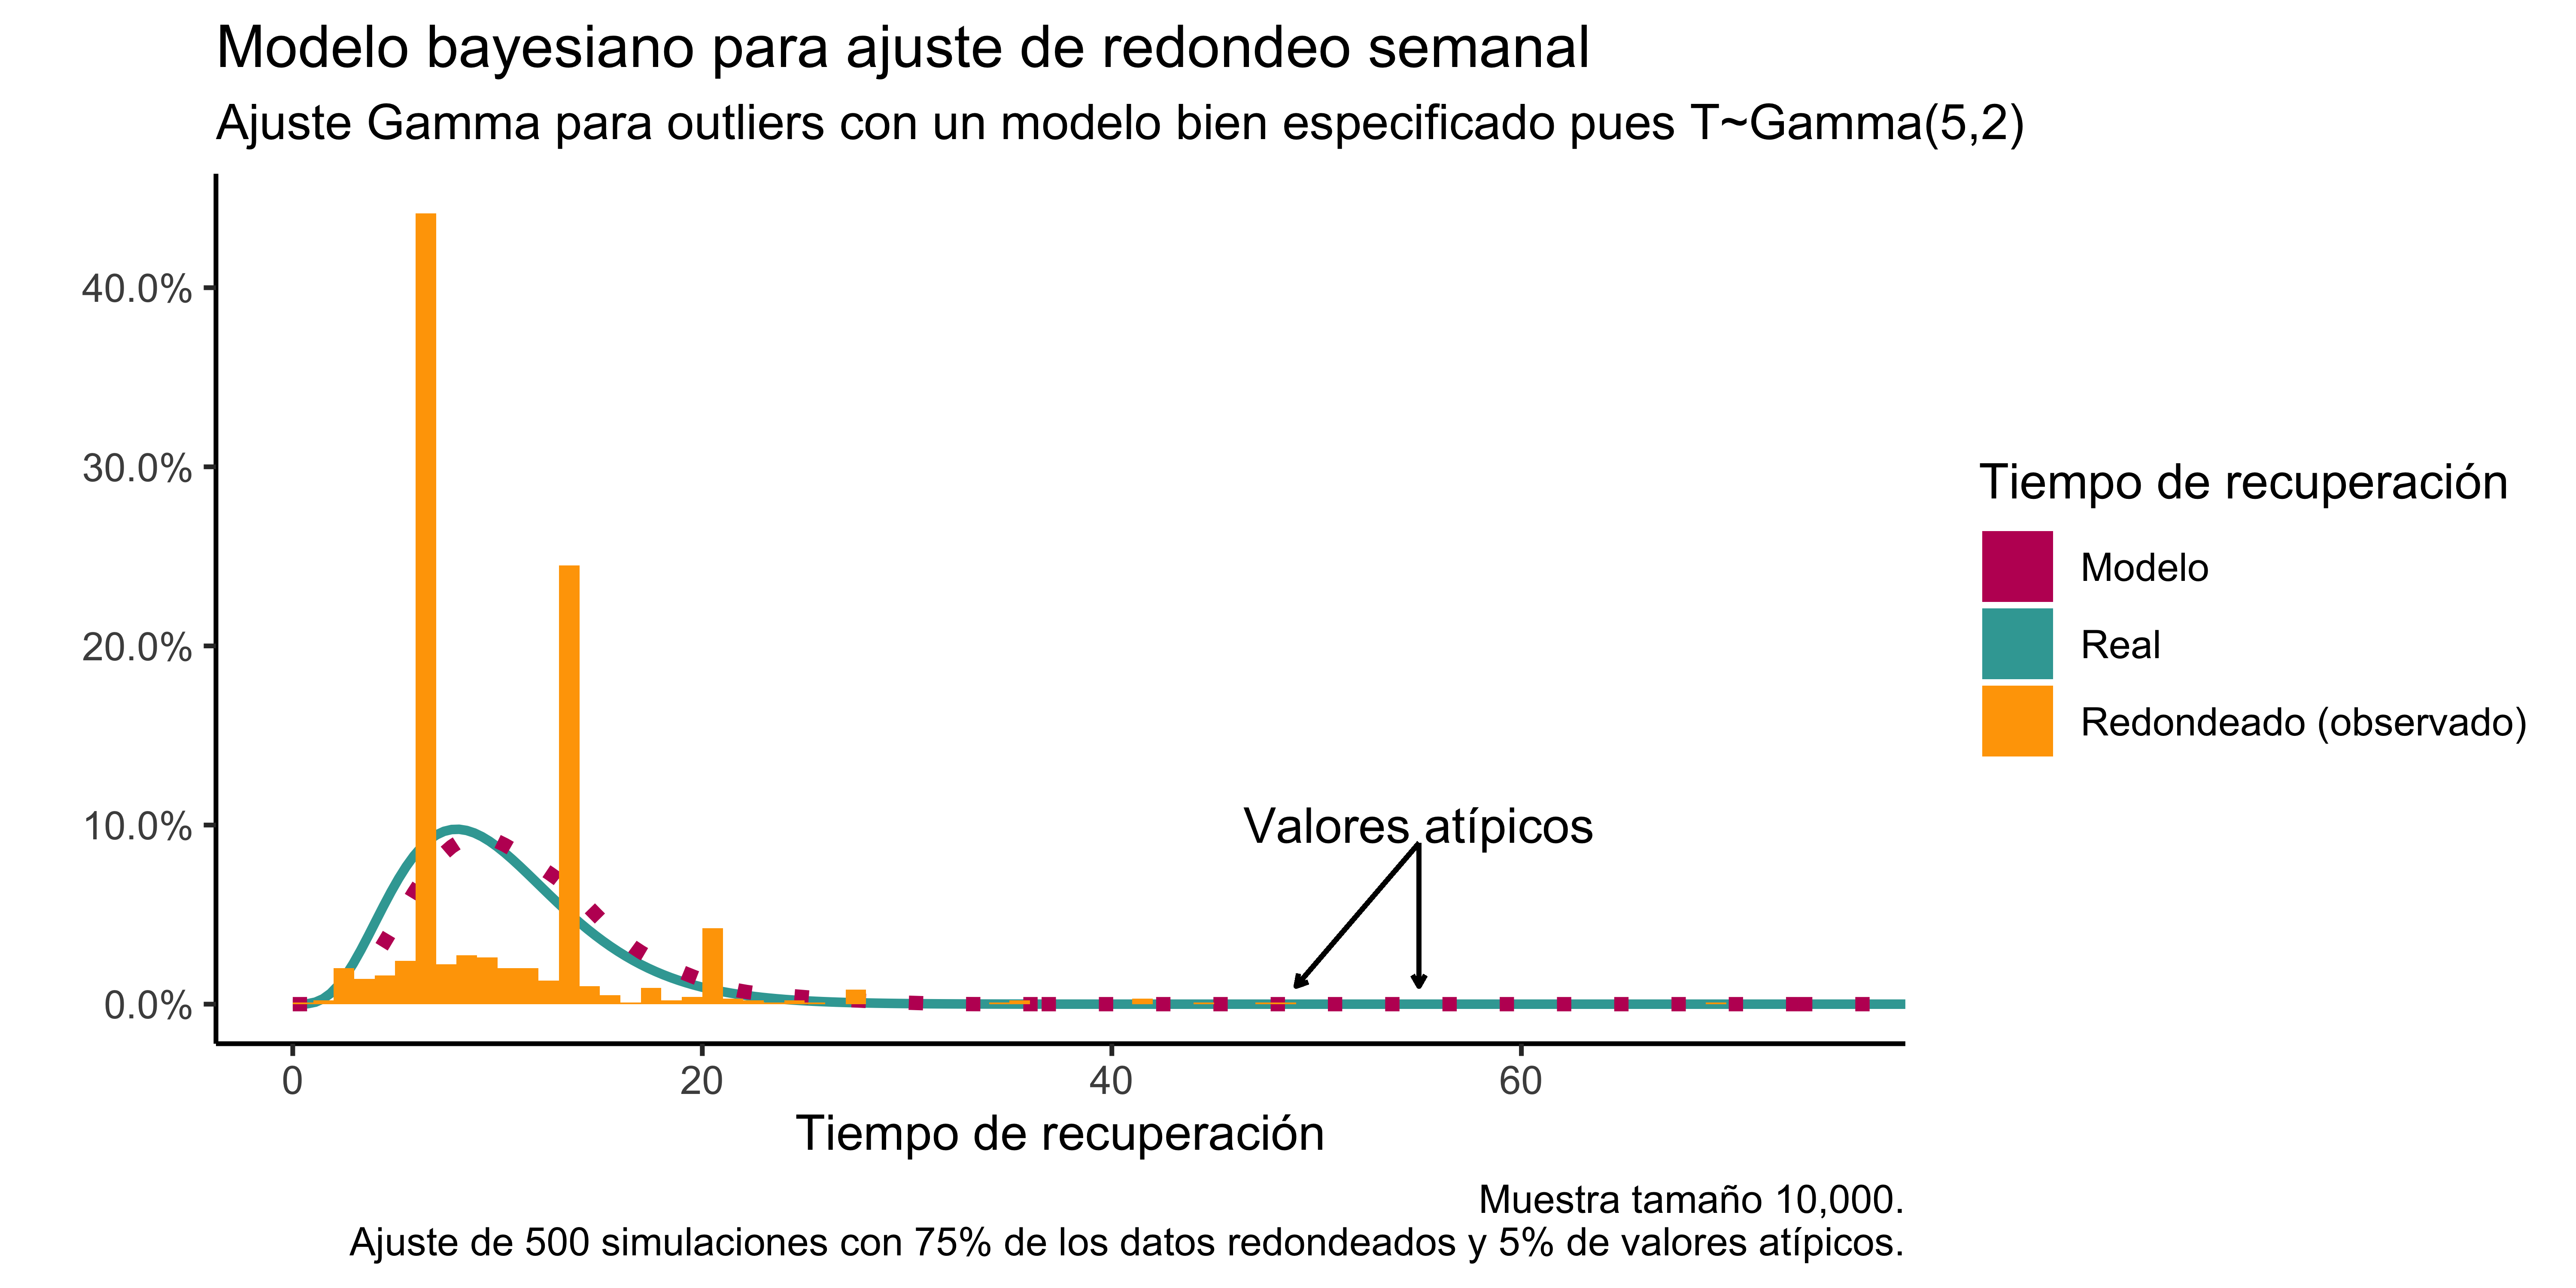 Modelo bayesiano para ajuste de redondeo semanal
Ajuste Gamma para outliers con un modelo bien especificado pues T~Gamma(5,2)
40.0%
30.0%
20.0%
10.0%
0.0%
Valores atípicos
0 20 40 60
Tiempo de recuperación
Tiempo de recuperación
Modelo
Real
Redondeado (observado)
Muestra tamaño 10,000.
Ajuste de 500 simulaciones con 75% de los datos redondeados y 5% de valores atípicos.